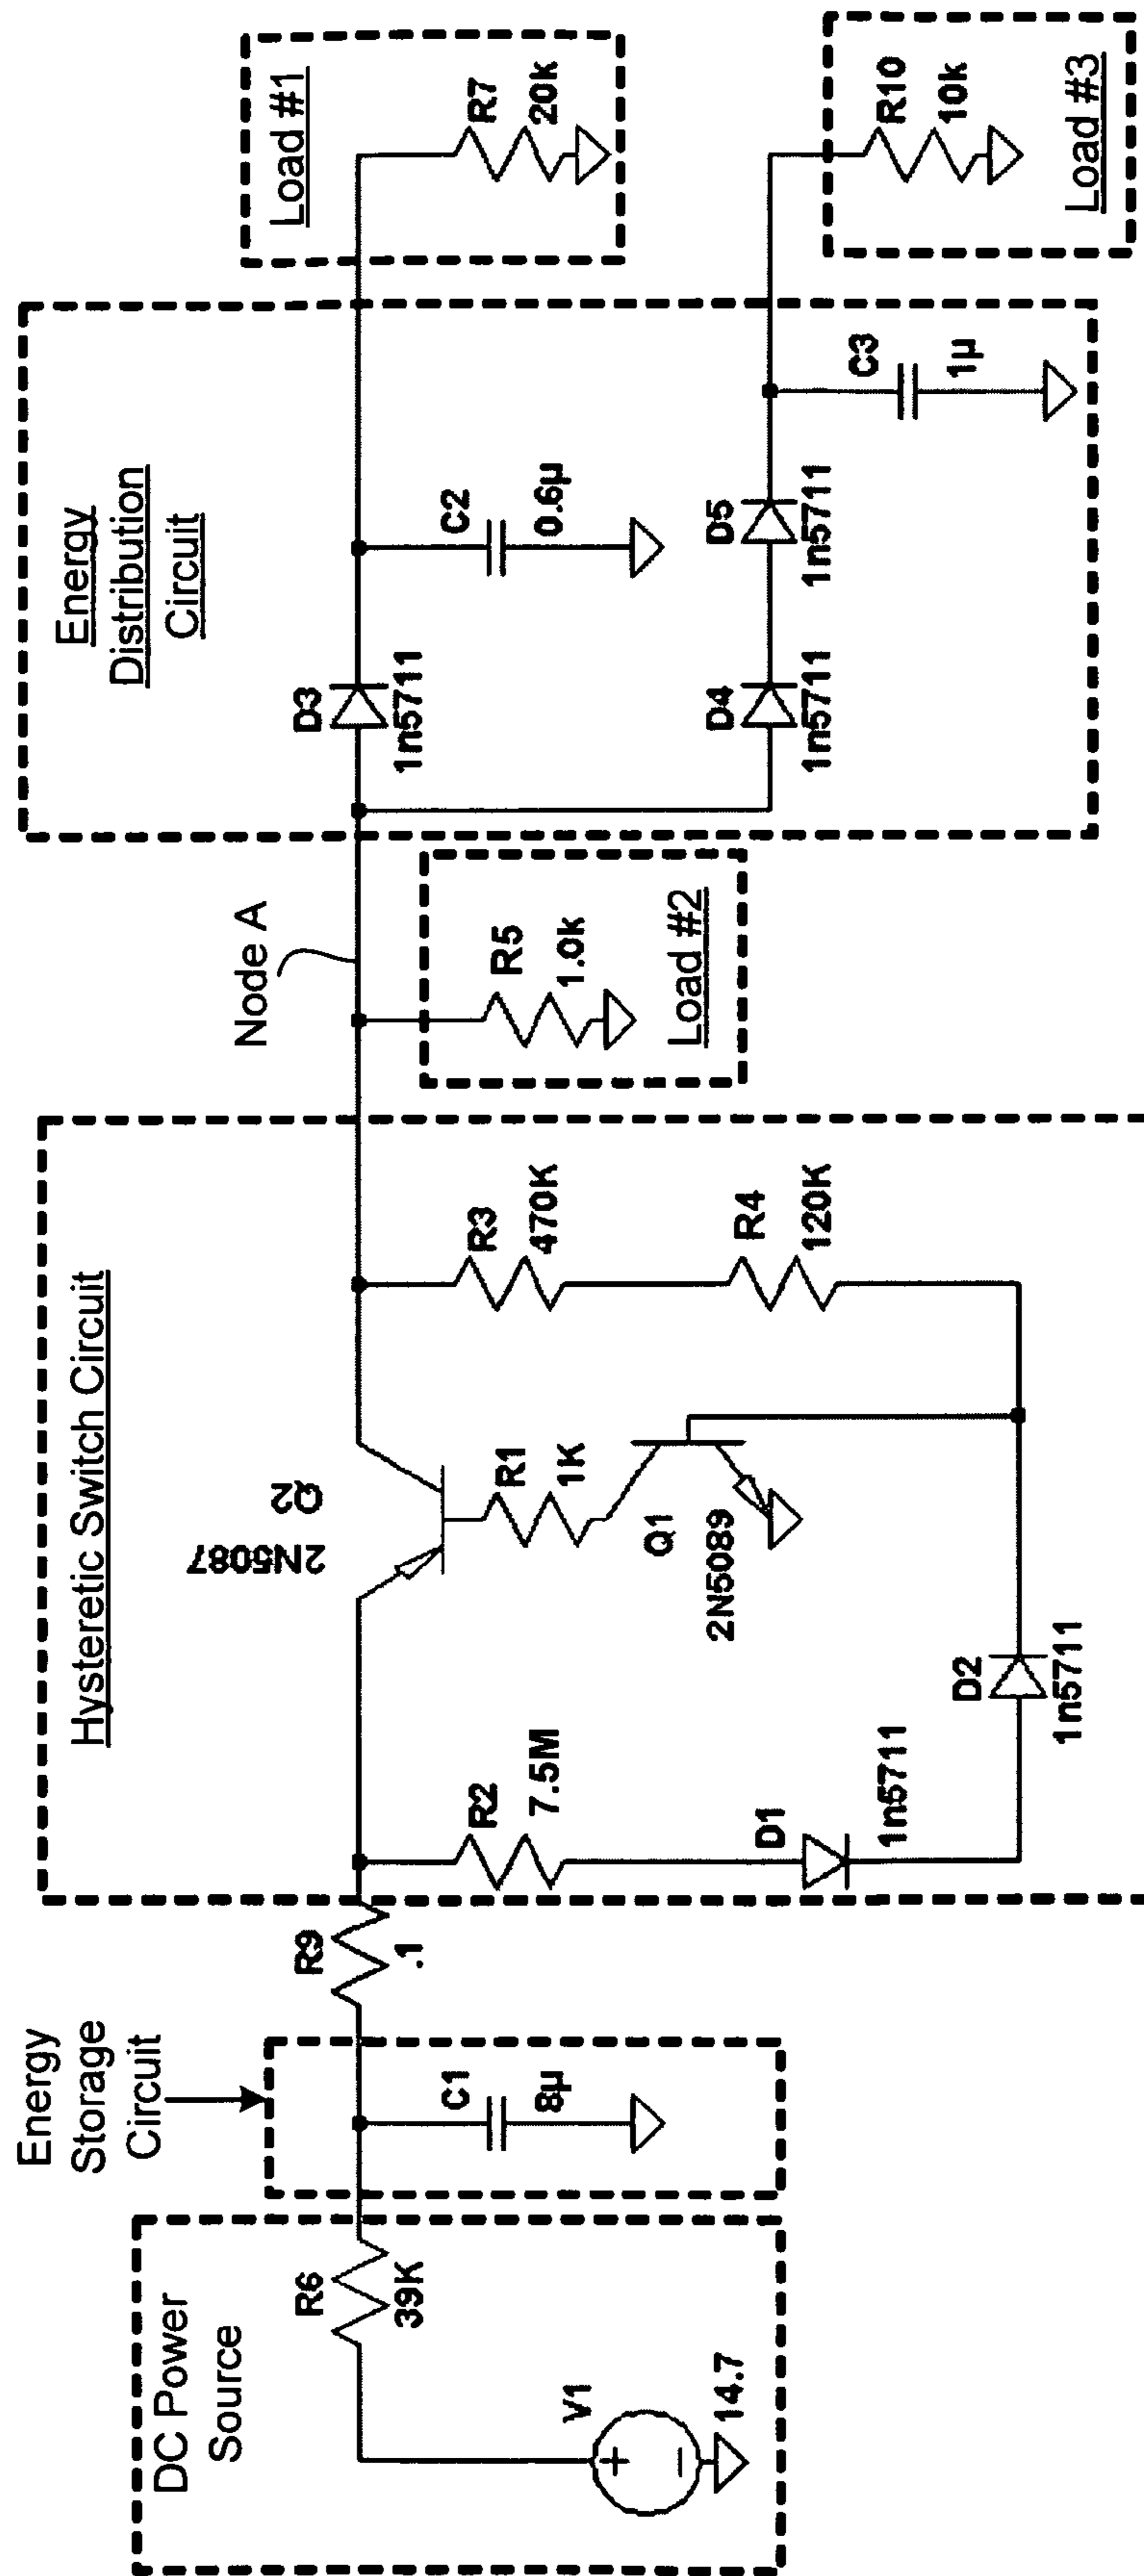 DC Power
Source
V1
14.7
R6
39K
Energy
Storage
Circuit
C1
8µ
R9
.1
Hysteretic Switch Circuit
R2
7.5M
D1
1n5711
D2
1n5711
Q2
2N5087
R1
1K
Q1
2N5089
R3
470K
R4
120K
Node A
R5
1.0k
Load #2
Energy
Distribution
Circuit
D3
1n5711
C2
0.6µ
D4
1n5711
D5
1n5711
C3
1µ
Load #1
R7
20k
R10
10k
Load #3